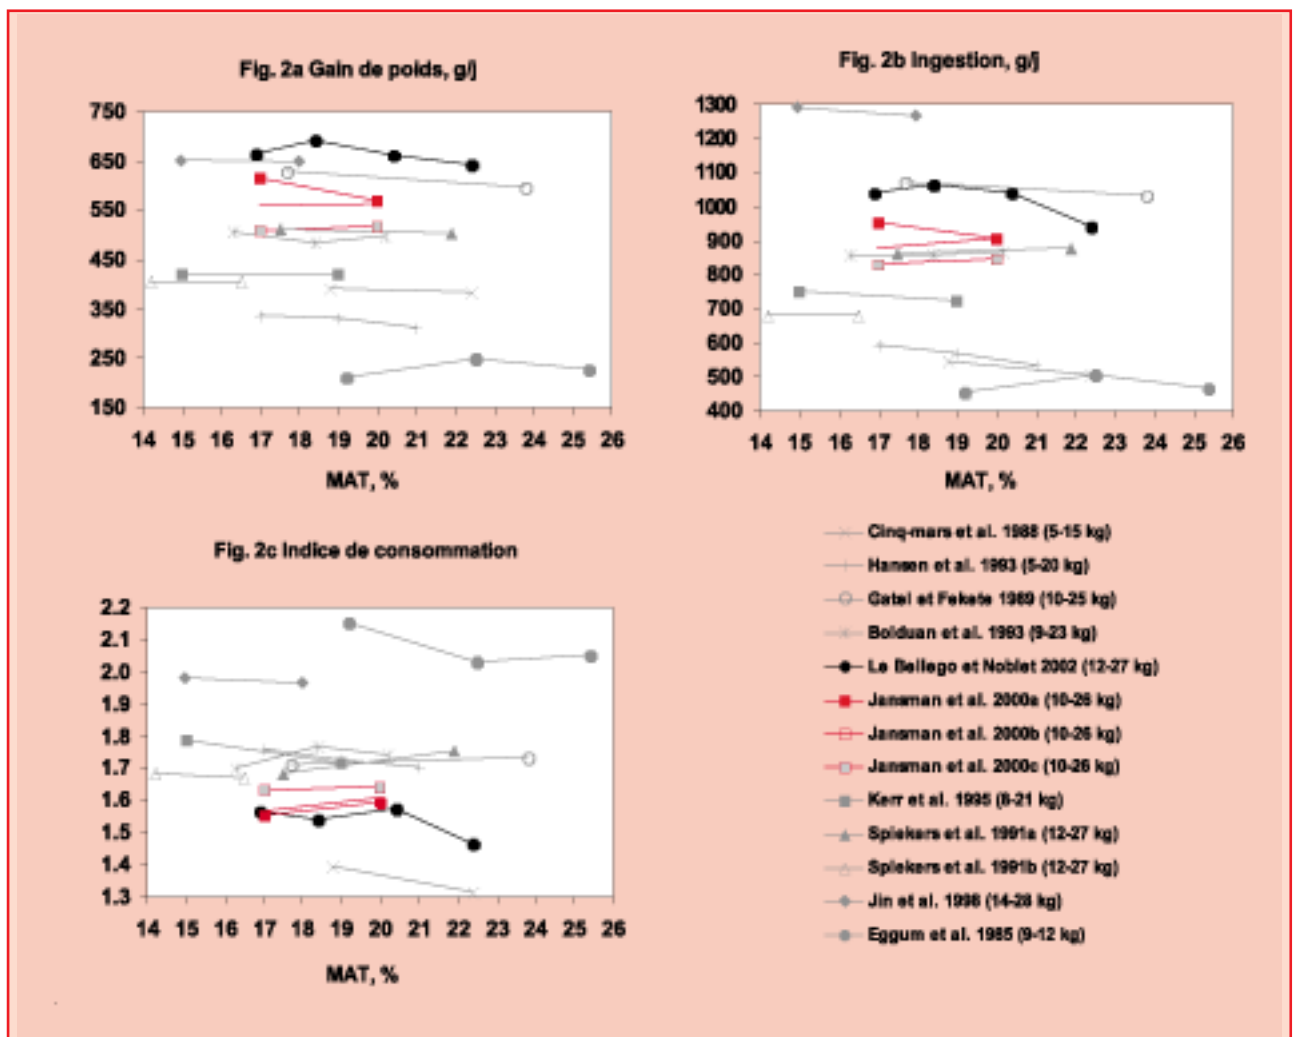 Fig. 2a Gain de poids, g/j
750
650
550
450
350
250
150
14 15 16 17 18 19 20 21 22 23 24 25 26
MAT, %
Fig. 2b Ingestion, g/j
1300
1200
1100
1000
900
800
700
600
500
400
14 15 16 17 18 19 20 21 22 23 24 25 26
MAT, %
Fig. 2c Indice de consommation
2.2
2.1
2.0
1.9
1.8
1.7
1.6
1.5
1.4
1.3
14 15 16 17 18 19 20 21 22 23 24 25 26
MAT, %
Cinq-mars et al. 1988 (5-15 kg)
Hansen et al. 1993 (5-20 kg)
Gatel et Fekete 1989 (10-25 kg)
Bolduan et al. 1993 (9-23 kg)
Le Bellego et Noblet 2002 (12-27 kg)
Jansman et al. 2000a (10-26 kg)
Jansman et al. 2000b (10-26 kg)
Jansman et al. 2000c (10-26 kg)
Kerr et al. 1995 (8-21 kg)
Spiekers et al. 1991a (12-27 kg)
Spiekers et al. 1991b (12-27 kg)
Jin et al. 1998 (14-28 kg)
Eggum et al. 1985 (9-12 kg)